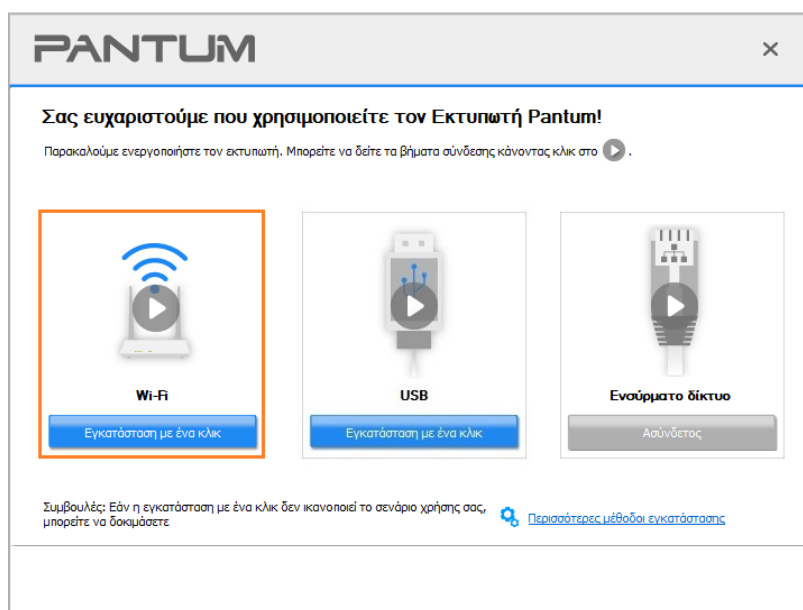 PANTUM
Σας ευχαριστούμε που χρησιμοποιείτε τον Εκτυπωτή Pantum!
Παρακαλούμε ενεργοποιήστε τον εκτυπωτή. Μπορείτε να δείτε τα βήματα σύνδεσης κάνοντας κλικ στο .
Wi-Fi
USB
Ενσύρματο δίκτυο
Εγκατάσταση με ένα κλικ
Εγκατάσταση με ένα κλικ
Ασύνδετος
Συμβουλές: Εάν η εγκατάσταση με ένα κλικ δεν ικανοποιεί το σενάριο χρήσης σας,
μπορείτε να δοκιμάσετε
Περισσότερες μέθοδοι εγκατάστασης